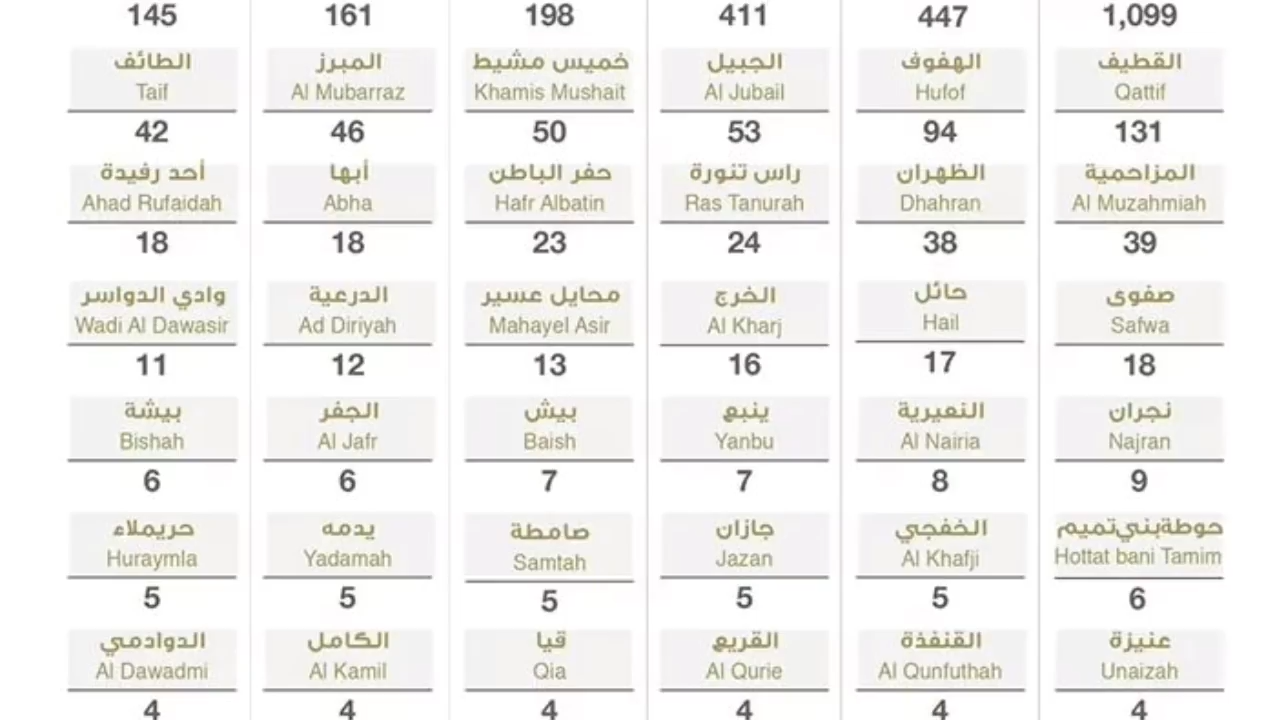 145 161 198 411 447 1,099
الطائف المبرز خميس مشيط الجبيل الهفوف القطيف
Taif Al Mubarraz Khamis Mushait Al Jubail Hufof Qattif
42 46 50 53 94 131
أحد رفيدة أبها حفر الباطن راس تنورة الظهران المزاحمية
Ahad Rufaidah Abha Hafr Albatin Ras Tanurah Dhahran Al Muzahmiah
18 18 23 24 38 39
وادي الدواسر الدرعية محايل عسير الخرج حائل صفوى
Wadi Al Dawasir Ad Diriyah Mahayel Asir Al Kharj Hail Safwa
11 12 13 16 17 18
بيشة الجفر بيش ينبع النعيرية نجران
Bishah Al Jafr Baish Yanbu Al Nairia Najran
6 6 7 7 8 9
حريملاء يدمه صامطة جازان الخفجي حوطةبني‌تميم
Huraymla Yadamah Samtah Jazan Al Khafji Hottat bani Tamim
5 5 5 5 5 6
الدوادمي الكامل قيا القريع القنفذة عنيزة
Al Dawadmi Al Kamil Qia Al Qurie Al Qunfuthah Unaizah
4 4 4 4 4 4